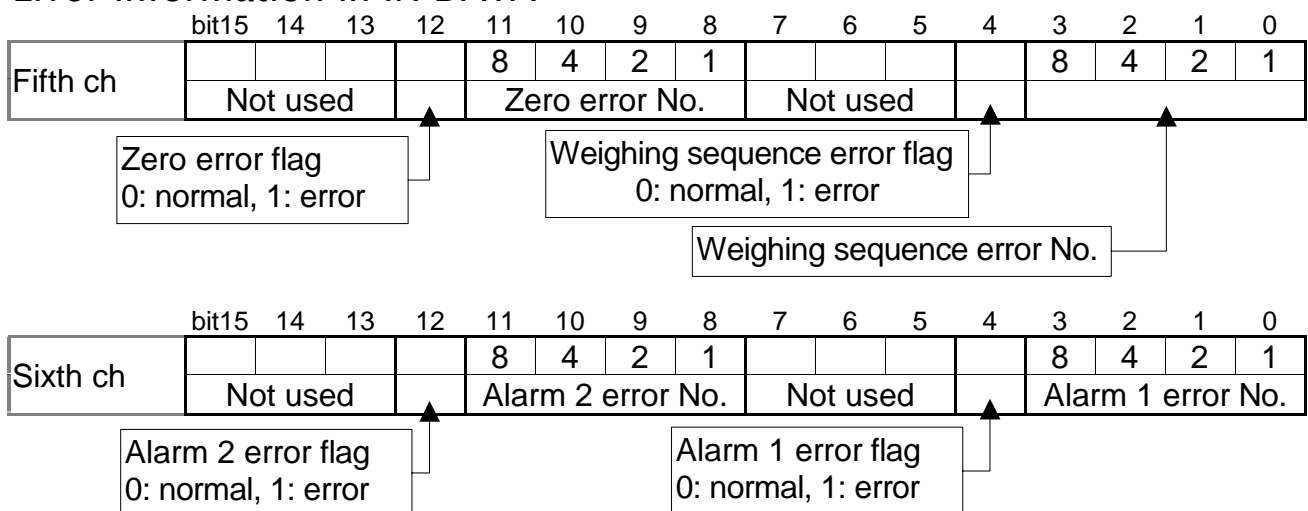 bit15 14 13 12 11 10 9 8 7 6 5 4 3 2 1 0
Fifth ch 8 4 2 1 8 4 2 1
Not used Zero error No. Not used
Zero error flag
0: normal, 1: error
Weighing sequence error flag
0: normal, 1: error
Weighing sequence error No.
bit15 14 13 12 11 10 9 8 7 6 5 4 3 2 1 0
Sixth ch 8 4 2 1 8 4 2 1
Not used Alarm 2 error No. Not used Alarm 1 error No.
Alarm 2 error flag
0: normal, 1: error
Alarm 1 error flag
0: normal, 1: error